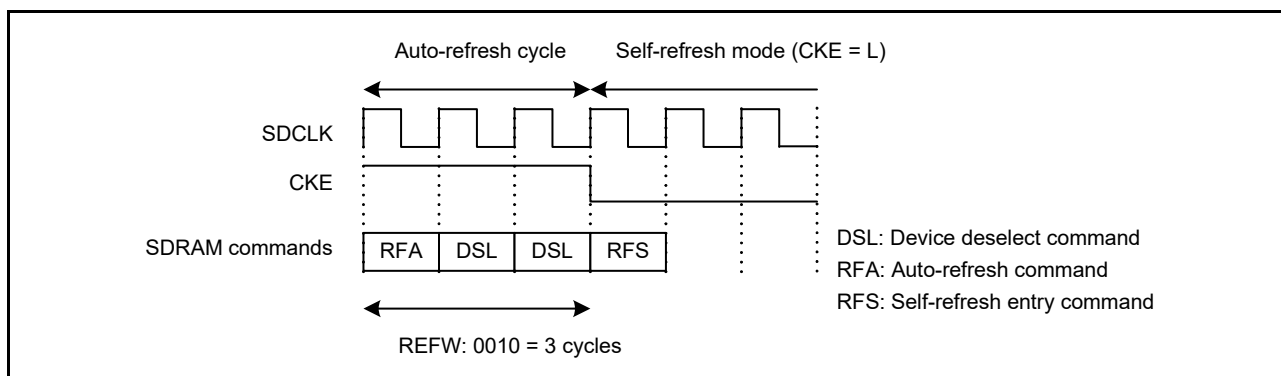 Auto-refresh cycle Self-refresh mode (CKE = L)
SDCLK
CKE
SDRAM commands RFA DSL DSL RFS
DSL: Device deselect command
RFA: Auto-refresh command
RFS: Self-refresh entry command
REFW: 0010 = 3 cycles